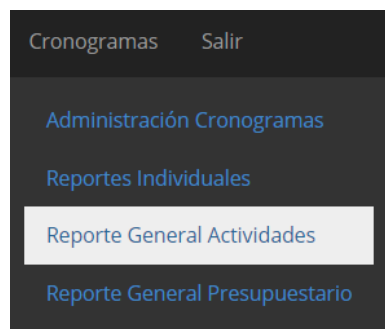 Cronogramas Salir
Administración Cronogramas
Reportes Individuales
Reporte General Actividades
Reporte General Presupuestario